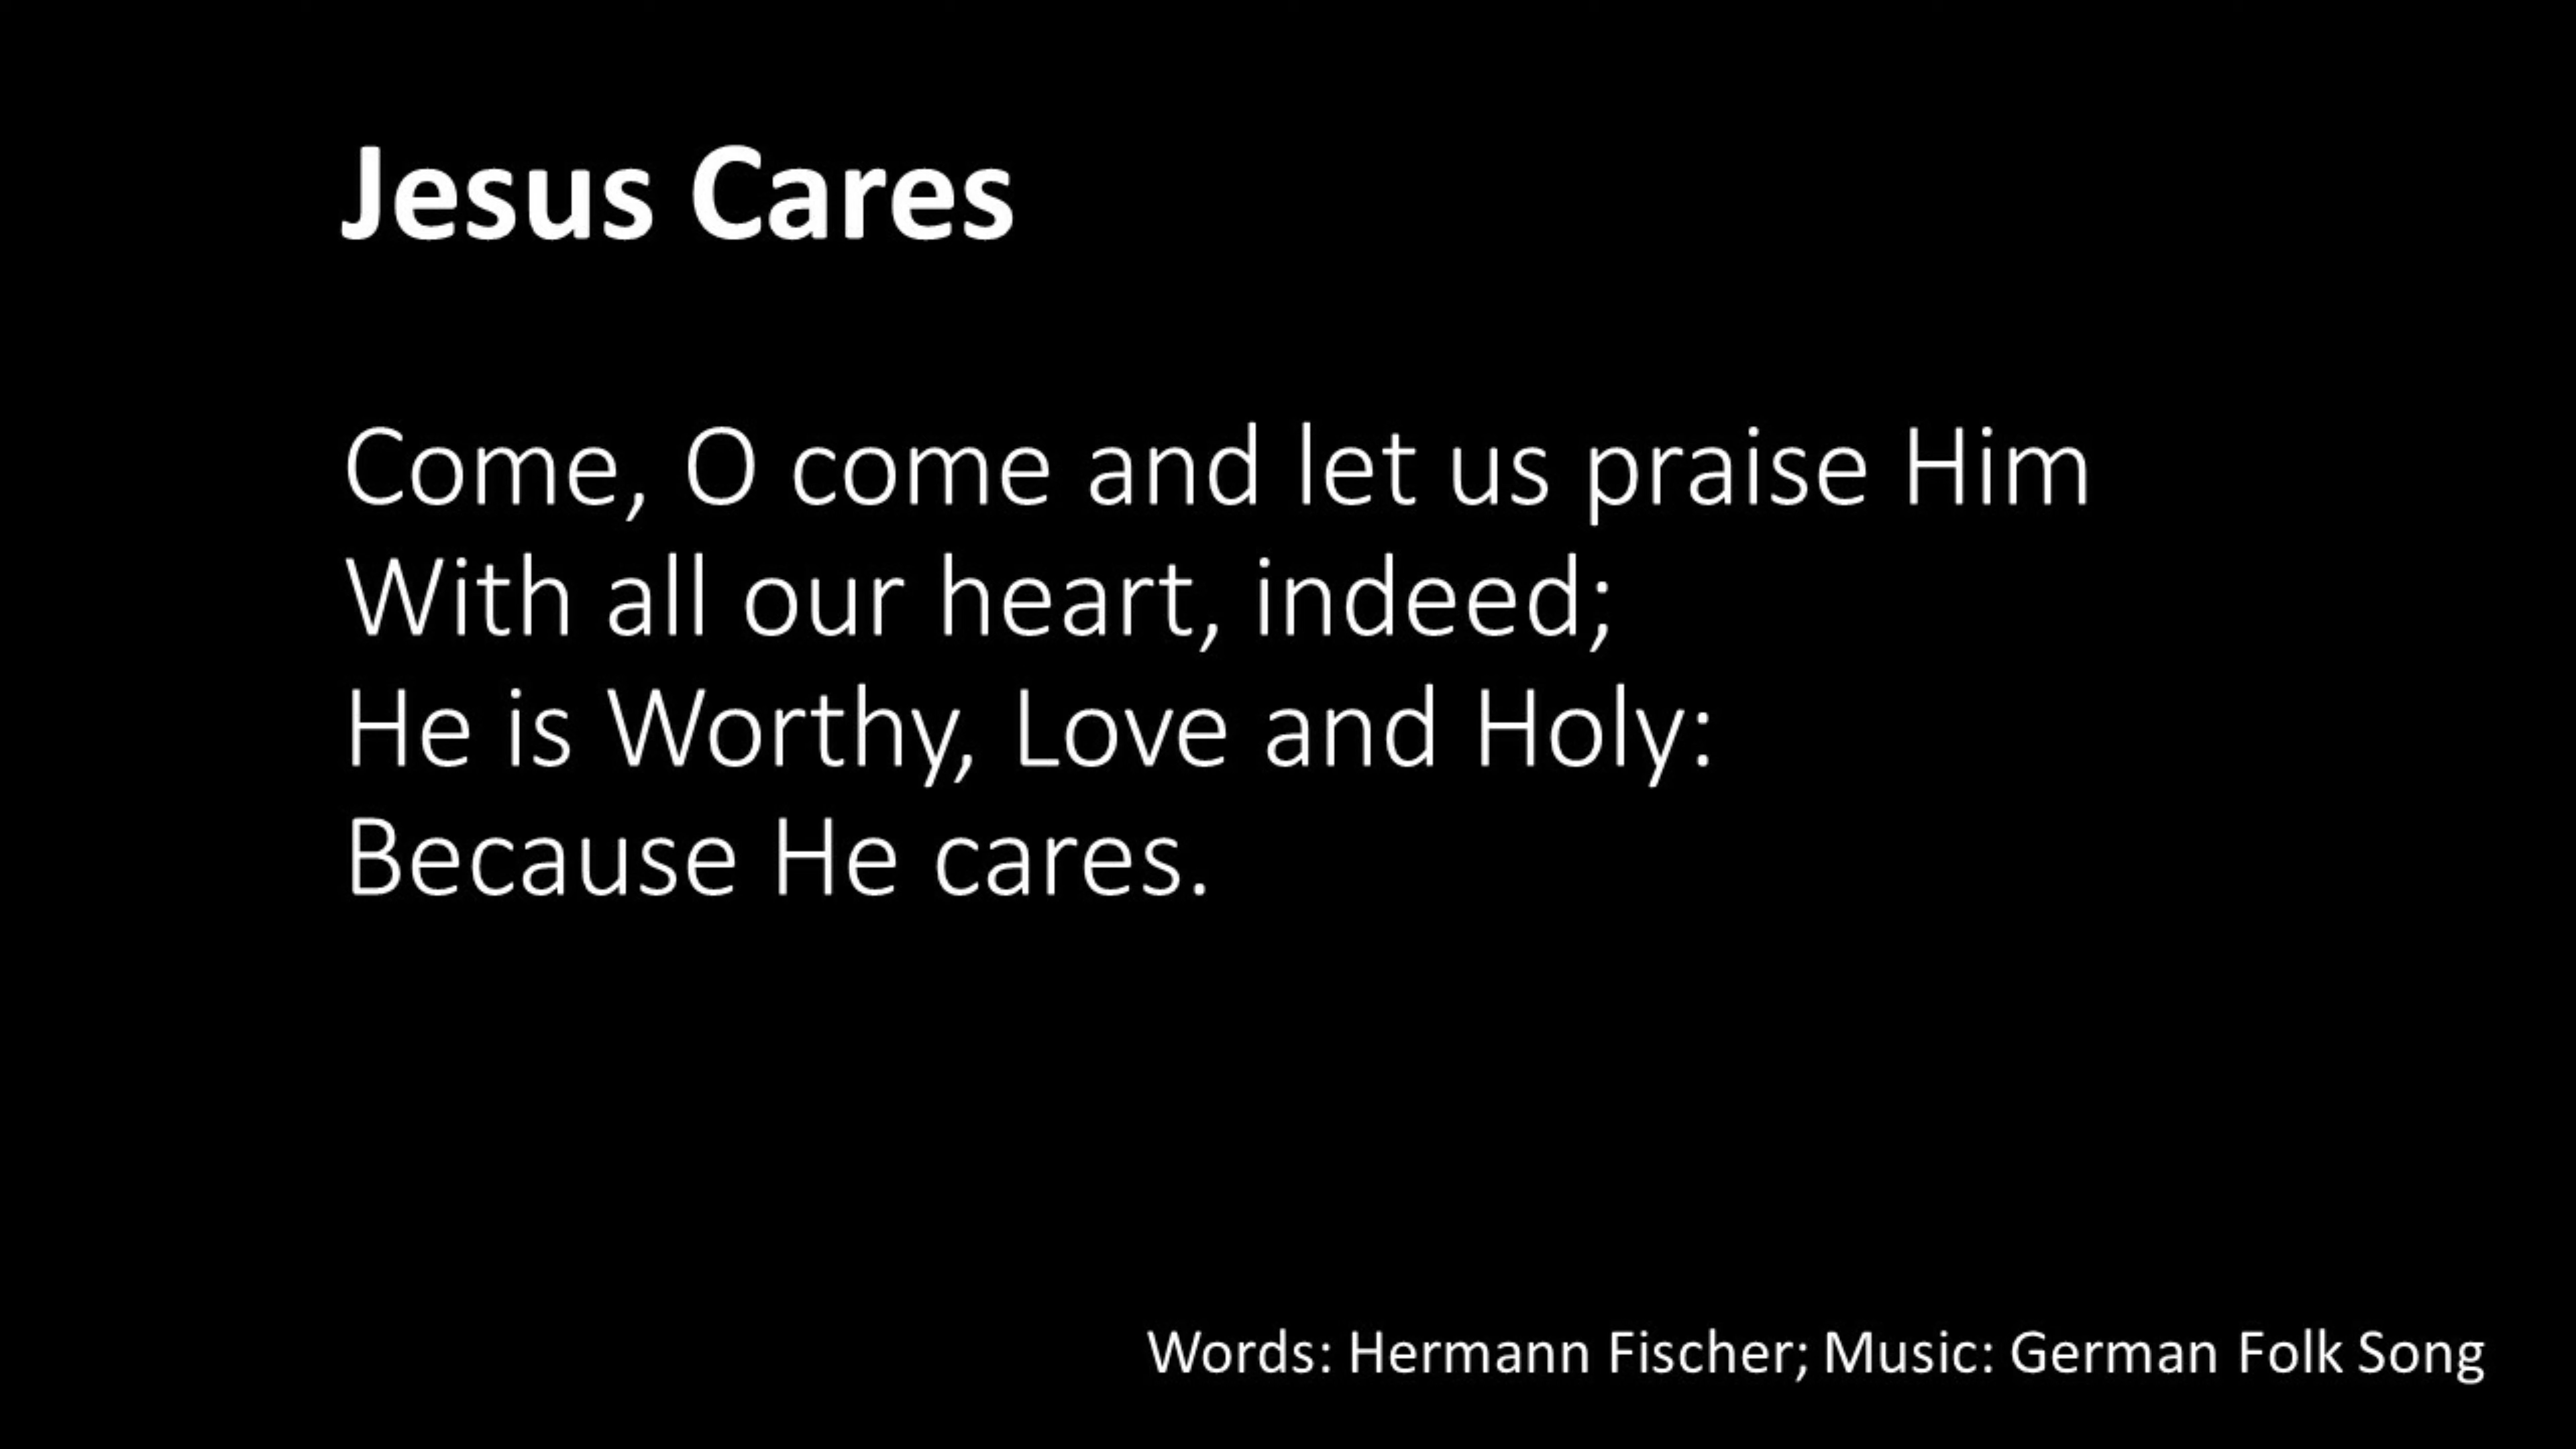 Jesus Cares
Come, O come and let us praise Him
With all our heart, indeed;
He is Worthy, Love and Holy:
Because He cares.
Words: Hermann Fischer; Music: German Folk Song